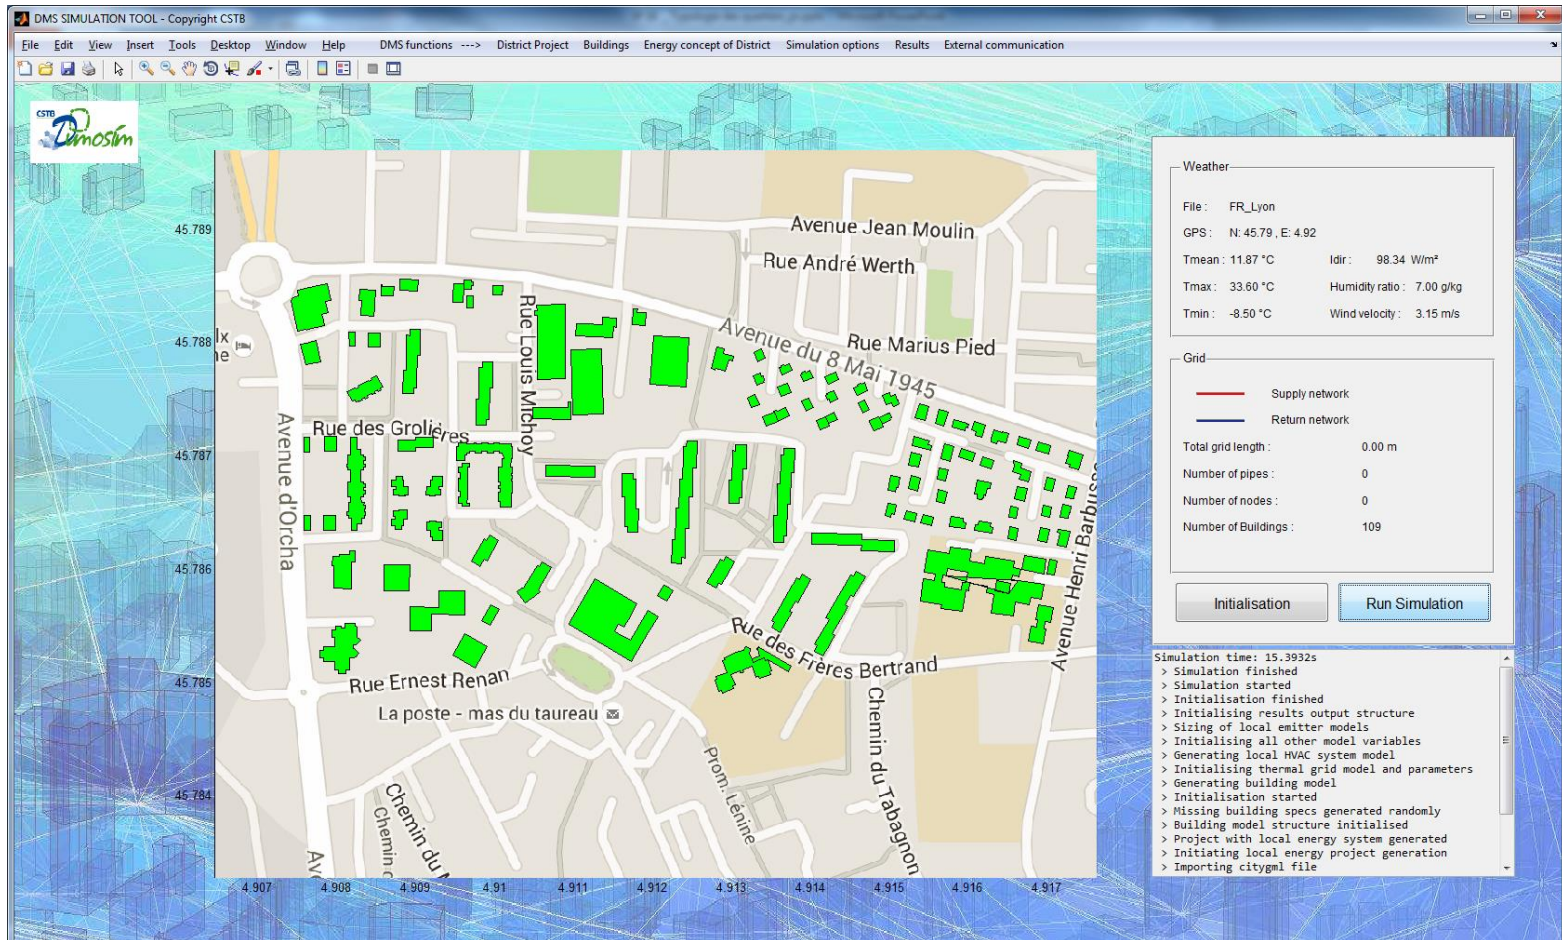 DMS SIMULATION TOOL - Copyright CSTB
File Edit View Insert Tools Desktop Window Help DMS functions ---> District Project Buildings Energy concept of District Simulation options Results External communication
CSTB
Dimosim
45.789
45.788
45.787
45.786
45.785
45.784
4.907 4.908 4.909 4.91 4.911 4.912 4.913 4.914 4.915 4.916 4.917
Avenue Jean Moulin
Rue André Werth
Rue Marius Pied
Avenue du 8 Mai 1945
Rue Louis Michoy
lx
ne
Rue des Grolières
Avenue d'Orcha
Avenue Henri Barbusse
Rue des Frères Bertrand
Rue Ernest Renan
La poste - mas du taureau
Prom. Lénine
Chemin du Tabagnon
Chemin du
Chemin
Av
Weather
File : FR_Lyon
GPS : N: 45.79 , E: 4.92
Tmean : 11.87 °C Idir : 98.34 W/m²
Tmax : 33.60 °C Humidity ratio : 7.00 g/kg
Tmin : -8.50 °C Wind velocity : 3.15 m/s
Grid
Supply network
Return network
Total grid length : 0.00 m
Number of pipes : 0
Number of nodes : 0
Number of Buildings : 109
Initialisation Run Simulation
Simulation time: 15.3932s
> Simulation finished
> Simulation started
> Initialisation finished
> Initialising results output structure
> Sizing of local emitter models
> Initialising all other model variables
> Generating local HVAC system model
> Initialising thermal grid model and parameters
> Generating building model
> Initialisation started
> Missing building specs generated randomly
> Building model structure initialised
> Project with local energy system generated
> Initiating local energy project generation
> Importing citygml file